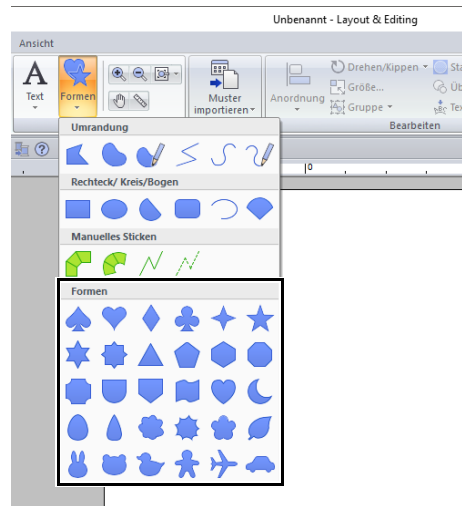 Unbenannt - Layout & Editing
Ansicht
Text
Formen
Muster
importieren
Anordnung
Drehen/Kippen
Größe...
Gruppe
Bearbeiten
Umrandung
Rechteck/ Kreis/Bogen
Manuelles Sticken
Formen
0